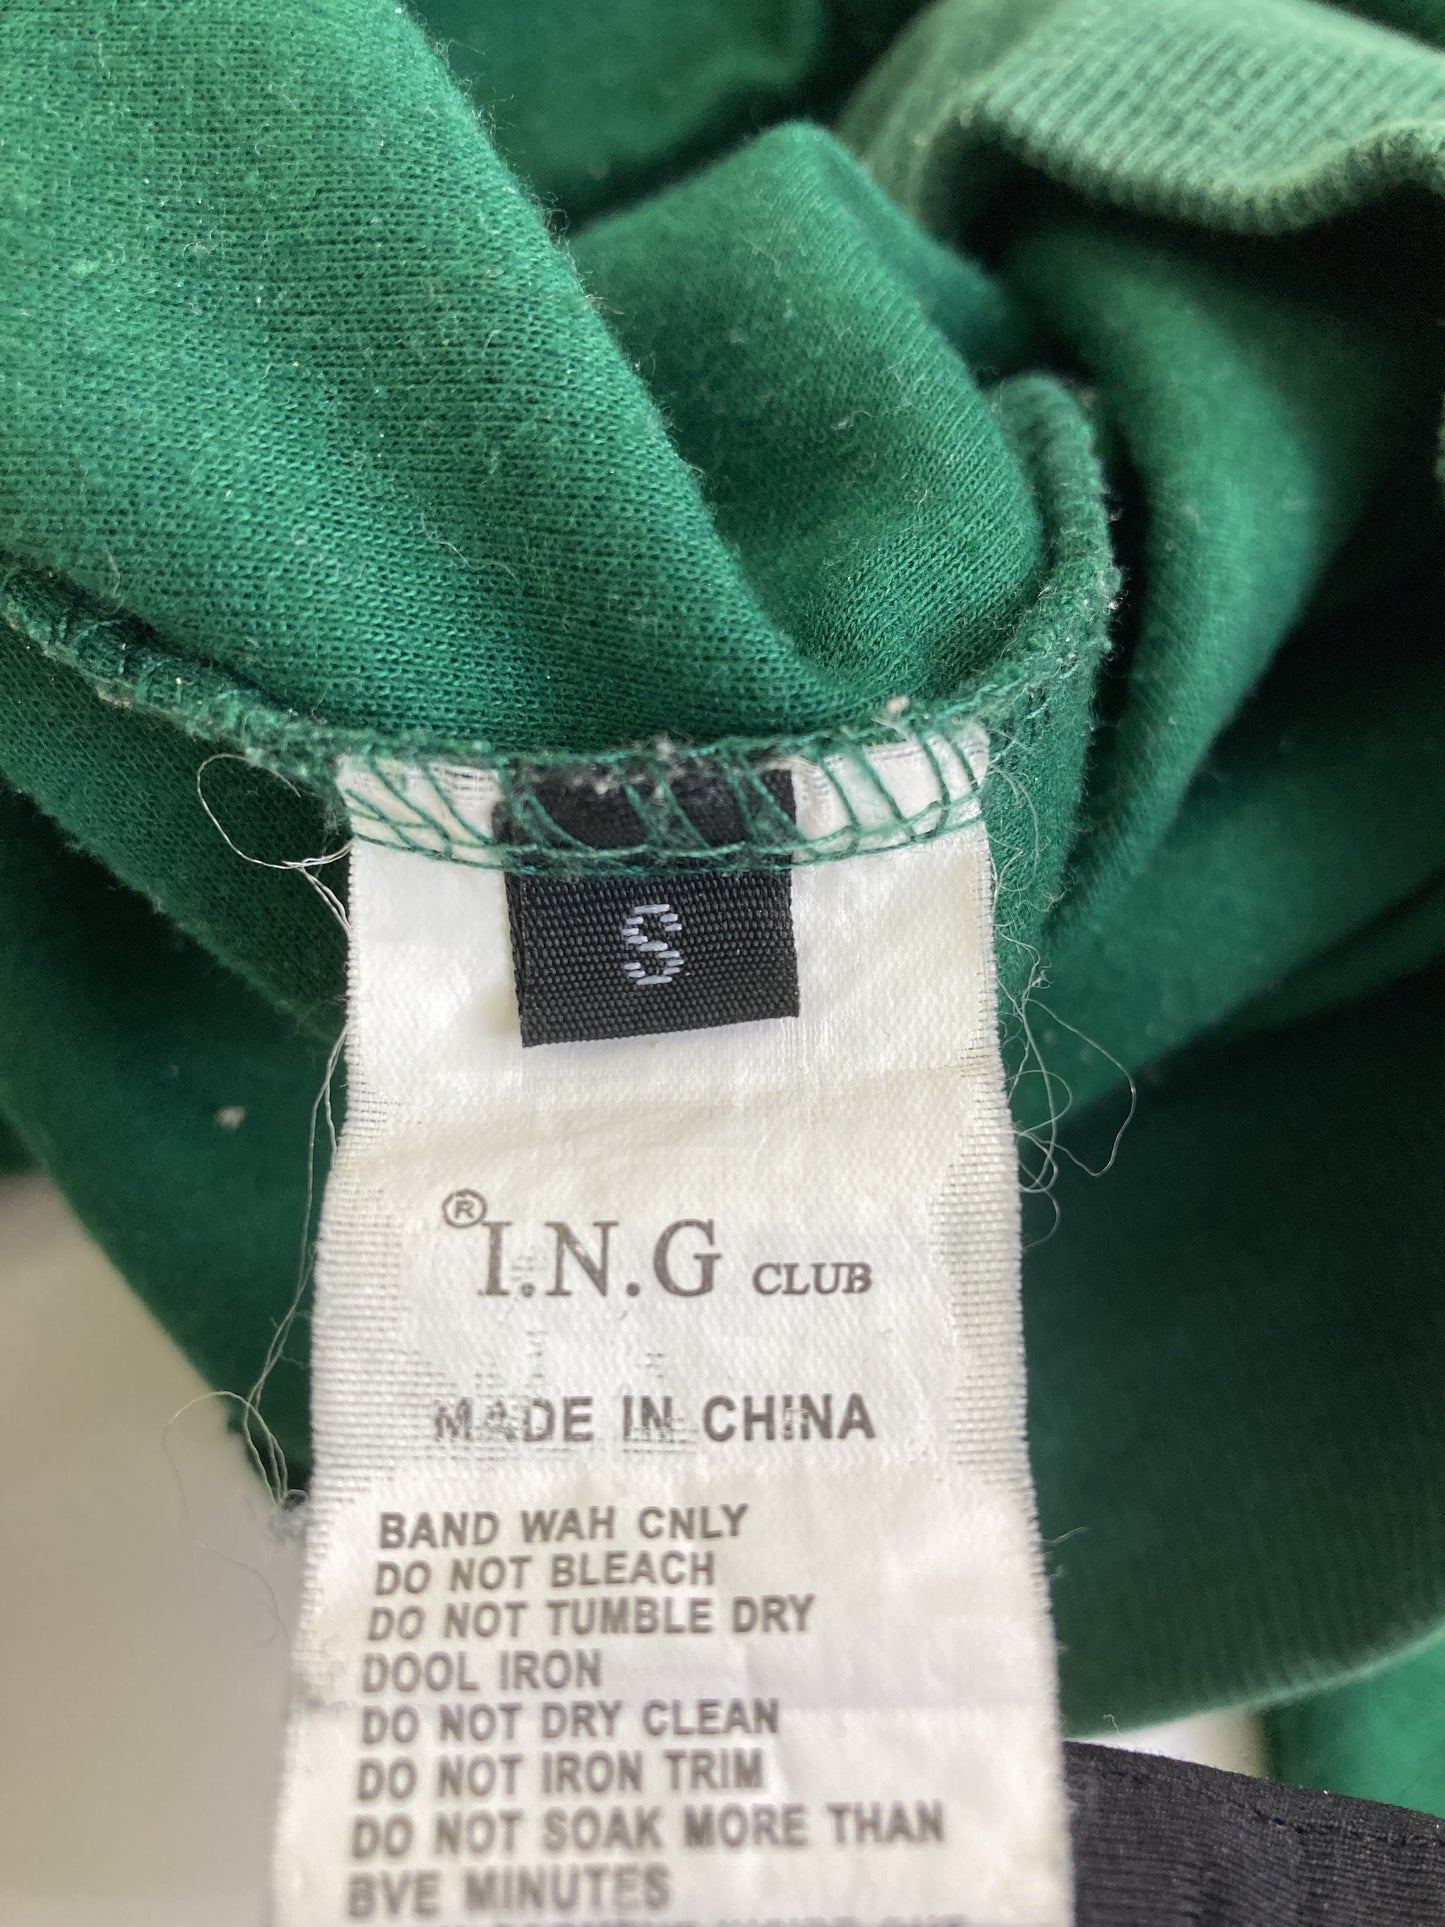 S
® I.N.G CLUB
MADE IN CHINA
BAND WAH CNLY
DO NOT BLEACH
DO NOT TUMBLE DRY
DOOL IRON
DO NOT DRY CLEAN
DO NOT IRON TRIM
DO NOT SOAK MORE THAN
BVE MINUTES